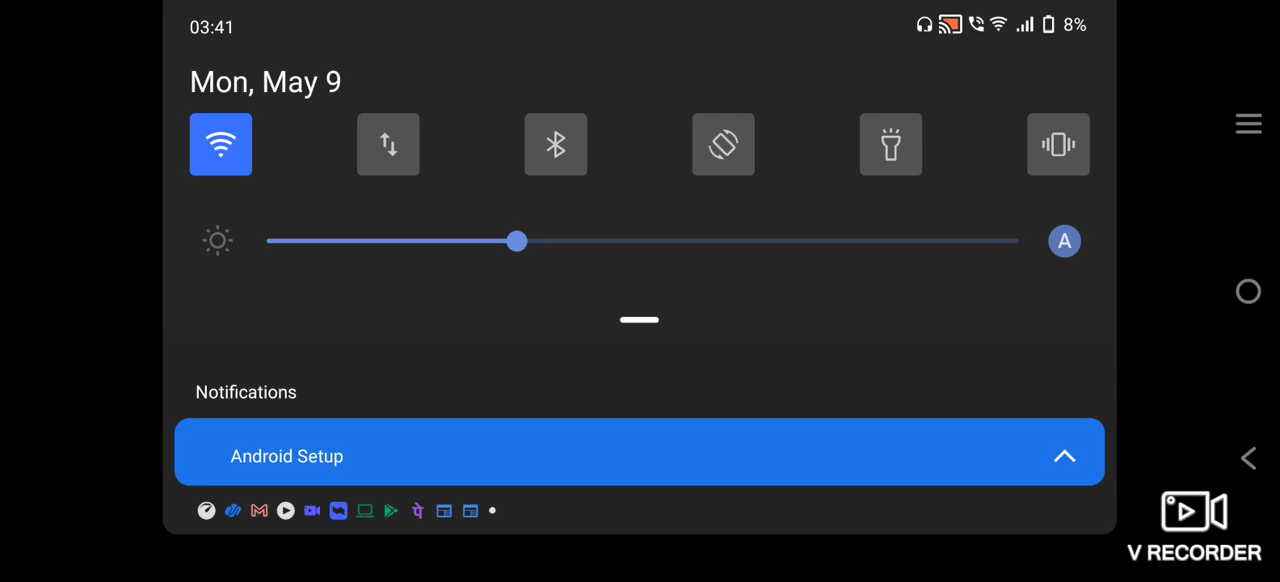 03:41
8%
Mon, May 9
A
Notifications
Android Setup
पे
V RECORDER